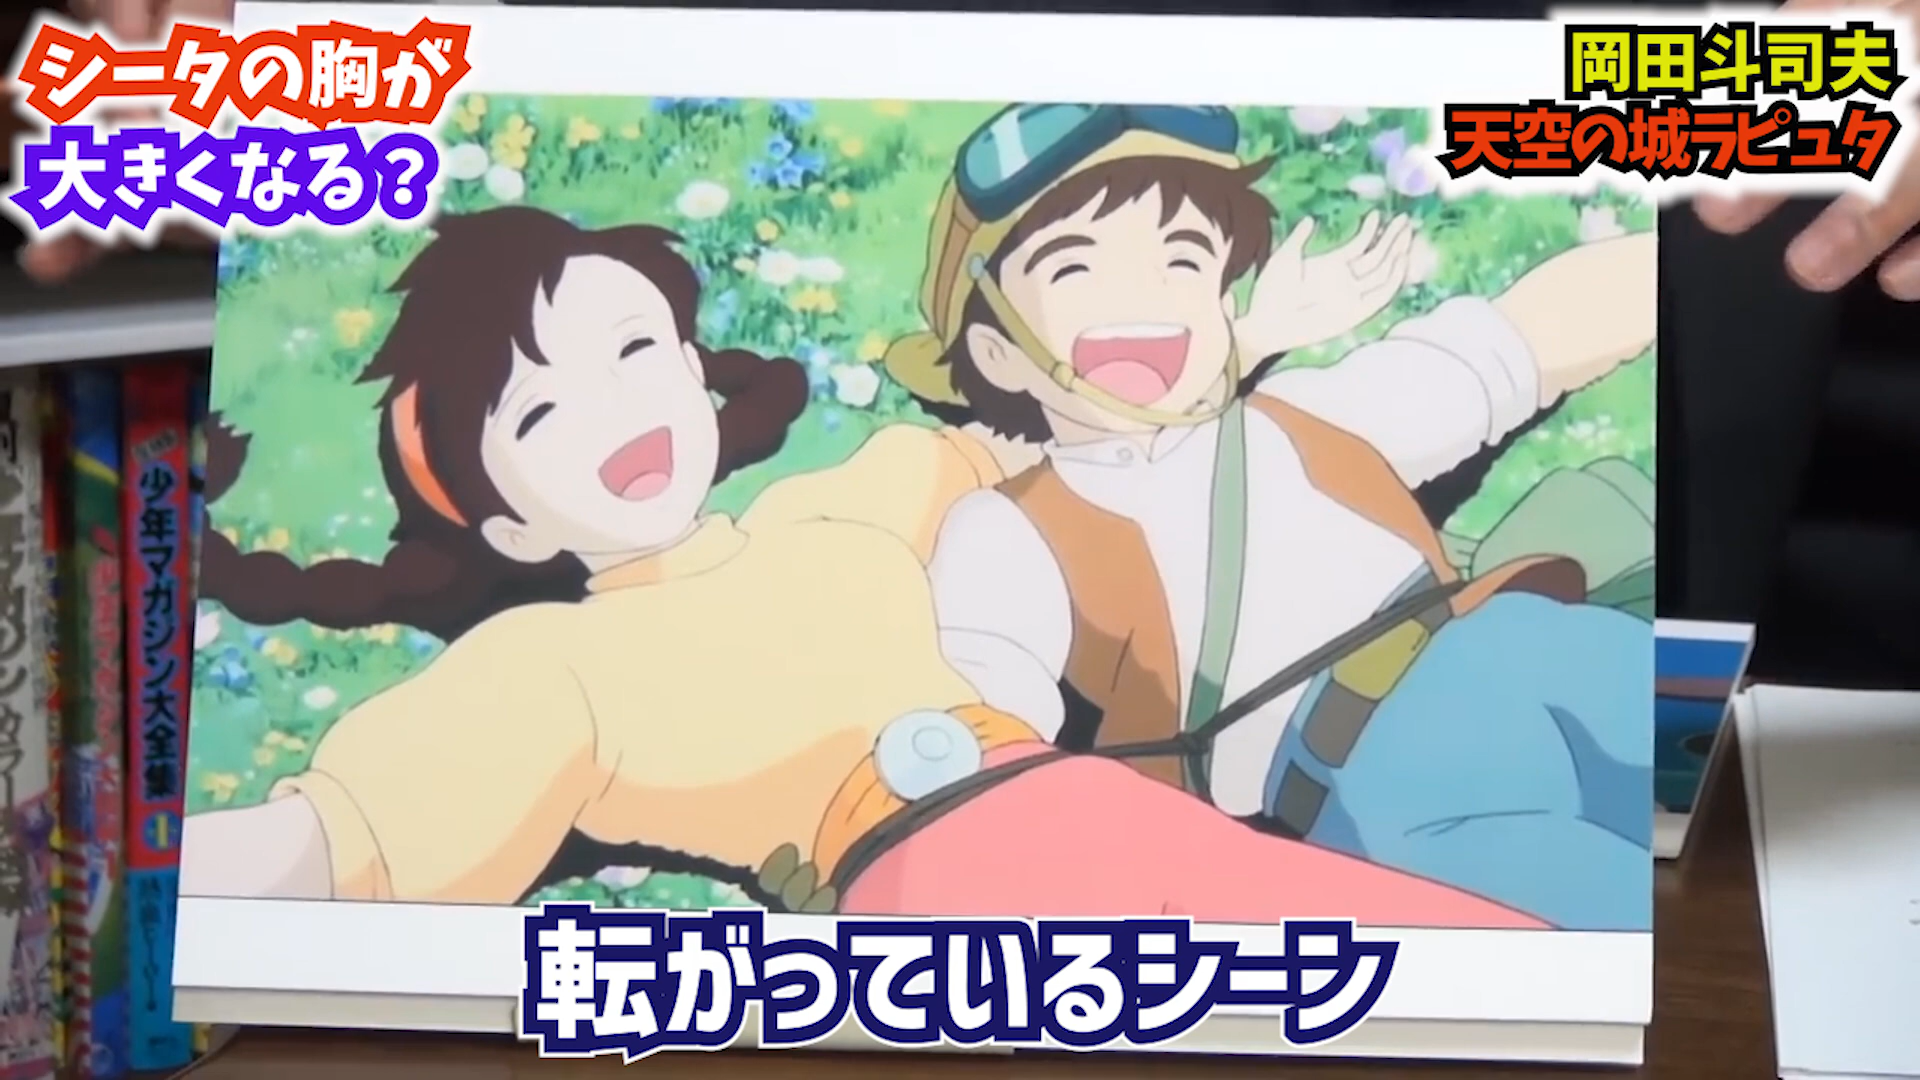 シータの胸が
大きくなる?
岡田斗司夫
天空の城ラピュタ
少年マガジン大全集
1
転がっているシーン